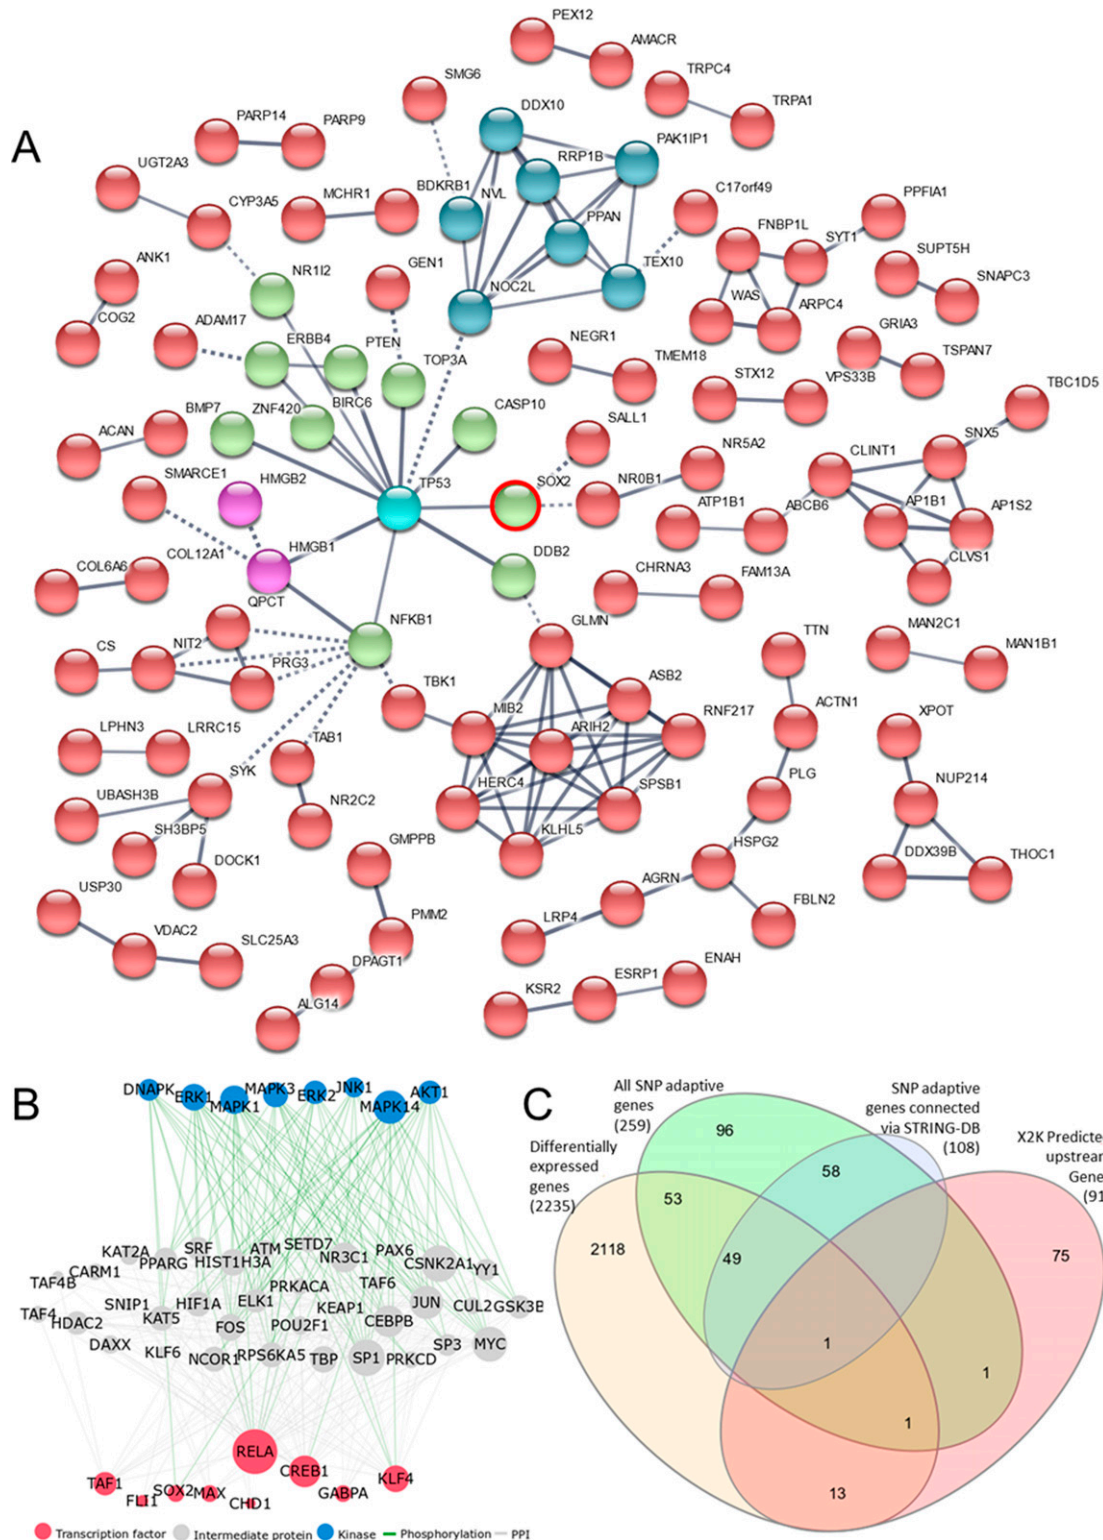 A
PEX12
AMACR
SMG6
TRPC4
DDX10
TRPA1
PARP14
PARP9
PAK1IP1
RRP1B
UGT2A3
BDKRB1
NVL
C17orf49
MCHR1
CYP3A5
PPFIA1
PPAN
FNBP1L
SYT1
SUPT5H
ANK1
NR1I2
GEN1
NOC2L
TEX10
SNAPC3
WAS
ARPC4
COG2
ADAM17
ERBB4
PTEN
GRIA3
NEGR1
TOP3A
TMEM18
TSPAN7
STX12
VPS33B
BMP7
ZNF420
BIRC6
CASP10
TBC1D5
ACAN
SALL1
SNX5
NR5A2
CLINT1
SMARCE1
HMGB2
TP53
SOX2
NR0B1
ATP1B1
ABCB6
AP1B1
AP1S2
HMGB1
COL12A1
DDB2
CLVS1
COL6A6
CHRNA3
FAM13A
QPCT
NFKB1
GLMN
TTN
MAN2C1
CS
NIT2
MAN1B1
PRG3
TBK1
ASB2
MIB2
RNF217
ACTN1
ARIH2
XPOT
LPHN3
LRRC15
SYK
TAB1
PLG
NUP214
UBASH3B
HERC4
SPSB1
NR2C2
SH3BP5
KLHL5
GMPPB
HSPG2
DOCK1
DDX39B
THOC1
AGRN
USP30
FBLN2
PMM2
LRP4
VDAC2
SLC25A3
DPAGT1
ENAH
ESRP1
KSR2
ALG14
B
DNAPK
ERK1
MAPK1
MAPK3
ERK2
JNK1
MAPK14
AKT1
KAT2A
SRF
ATM
SETD7
PAX6
PPARG
HIST1H3A
NR3C1
CSNK2A1
YY1
TAF4B
CARM1
PRKACA
TAF6
TAF4
SNIP1
HIF1A
ELK1
KEAP1
JUN
CUL2
GSK3B
HDAC2
KAT5
FOS
POU2F1
CEBPB
DAXX
KLF6
NCOR1
RPS6KA5
TBP
SP1
PRKCD
SP3
MYC
RELA
TAF1
FLI1
SOX2
MAX
CHD1
CREB1
GABPA
KLF4
Transcription factor
Intermediate protein
Kinase
Phosphorylation
PPI
C
All SNP adaptive
genes
(259)
SNP adaptive
genes connected
via STRING-DB
(108)
Differentially
expressed
genes
(2235)
X2K Predicte
upstrean
Gene
(91
96
58
53
2118
49
75
1
1
1
13